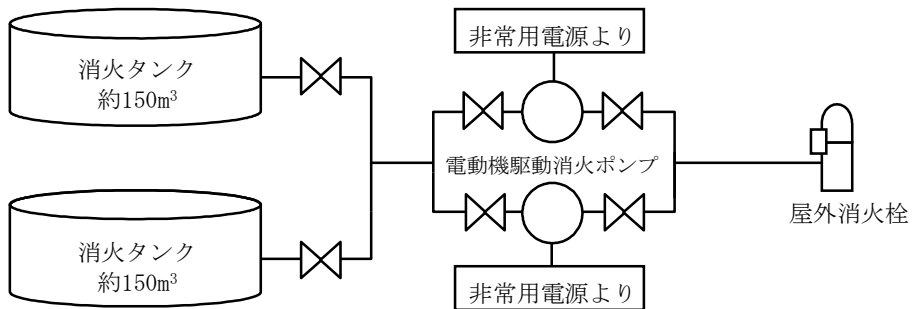 非常用電源より
消火タンク
約150m³
電動機駆動消火ポンプ
屋外消火栓
消火タンク
約150m³
非常用電源より